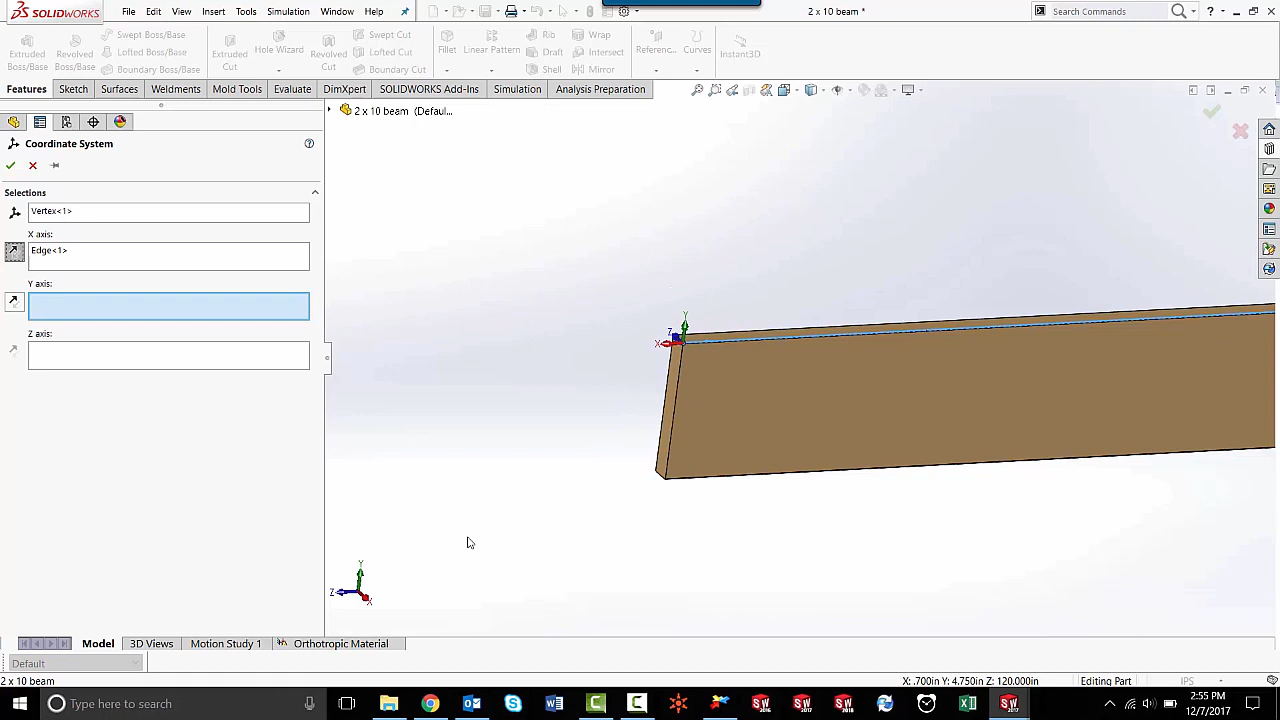 SOLIDWORKS
File Edit View Insert Tools Simulation Window Help
2 x 10 beam *
Search Commands
Extruded Boss/Base
Revolved Boss/Base
Swept Boss/Base
Lofted Boss/Base
Boundary Boss/Base
Extruded Cut
Hole Wizard
Revolved Cut
Swept Cut
Lofted Cut
Boundary Cut
Fillet
Linear Pattern
Rib
Draft
Shell
Wrap
Intersect
Mirror
Referenc...
Curves
Instant3D
Features Sketch Surfaces Weldments Mold Tools Evaluate DimXpert SOLIDWORKS Add-Ins Simulation Analysis Preparation
2 x 10 beam (Defaul...
Coordinate System
Selections
Vertex<1>
X axis:
Edge<1>
Y axis:
Z axis:
Y
Z
X
Y
Z
X
Model 3D Views Motion Study 1 Orthotropic Material
Default
2 x 10 beam
X: .700in Y: 4.750in Z: 120.000in
Editing Part
IPS
Type here to search
2016
2017
2018
2017
2:55 PM
12/7/2017